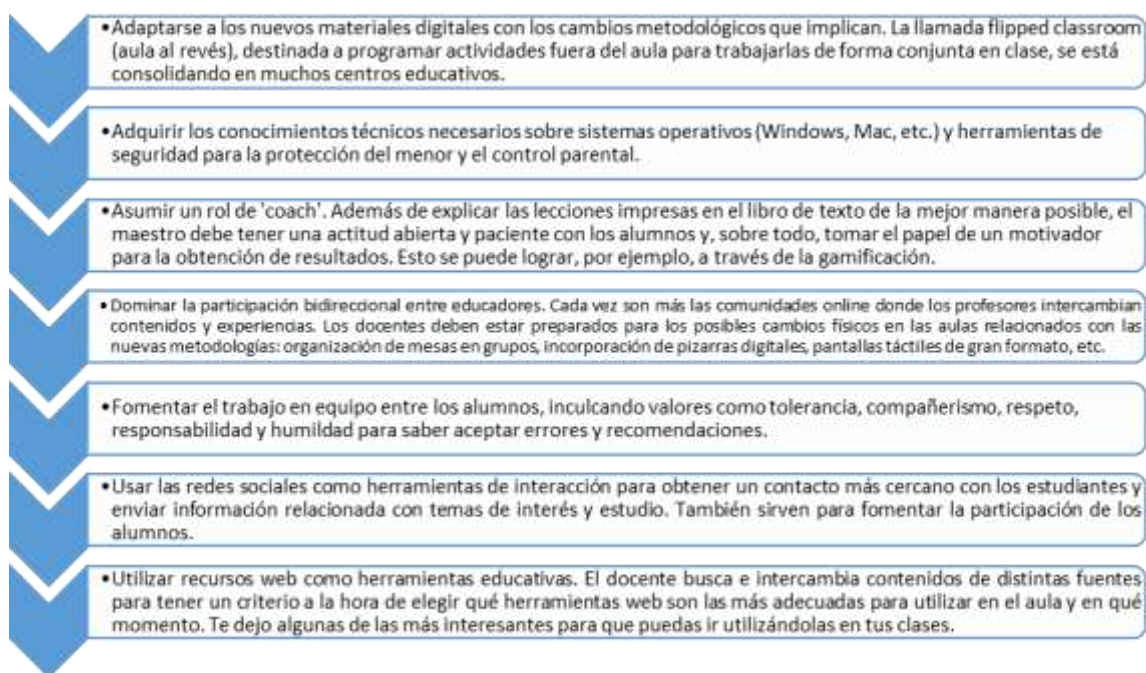 •Adaptarse a los nuevos materiales digitales con los cambios metodológicos que implican. La llamada flipped classroom
(aula al revés), destinada a programar actividades fuera del aula para trabajarlas de forma conjunta en clase, se está
consolidando en muchos centros educativos.
•Adquirir los conocimientos técnicos necesarios sobre sistemas operativos (Windows, Mac, etc.) y herramientas de
seguridad para la protección del menor y el control parental.
•Asumir un rol de 'coach'. Además de explicar las lecciones impresas en el libro de texto de la mejor manera posible, el
maestro debe tener una actitud abierta y paciente con los alumnos y, sobre todo, tomar el papel de un motivador
para la obtención de resultados. Esto se puede lograr, por ejemplo, a través de la gamificación.
•Dominar la participación bidireccional entre educadores. Cada vez son más las comunidades online donde los profesores intercambian
contenidos y experiencias. Los docentes deben estar preparados para los posibles cambios físicos en las aulas relacionados con las
nuevas metodologías: organización de mesas en grupos, incorporación de pizarras digitales, pantallas táctiles de gran formato, etc.
•Fomentar el trabajo en equipo entre los alumnos, inculcando valores como tolerancia, compañerismo, respeto,
responsabilidad y humildad para saber aceptar errores y recomendaciones.
•Usar las redes sociales como herramientas de interacción para obtener un contacto más cercano con los estudiantes y
enviar información relacionada con temas de interés y estudio. También sirven para fomentar la participación de los
alumnos.
•Utilizar recursos web como herramientas educativas. El docente busca e intercambia contenidos de distintas fuentes
para tener un criterio a la hora de elegir qué herramientas web son las más adecuadas para utilizar en el aula y en qué
momento. Te dejo algunas de las más interesantes para que puedas ir utilizándolas en tus clases.